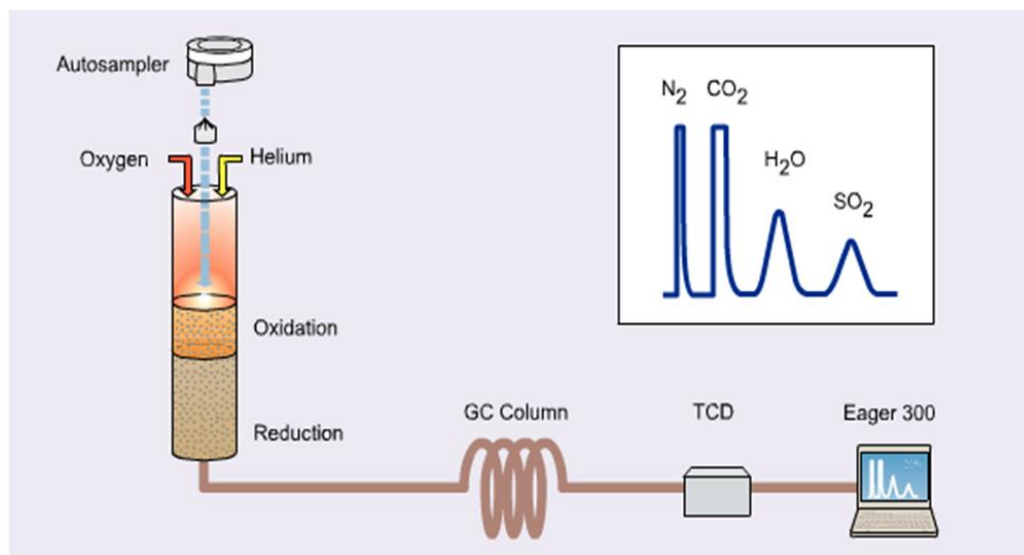 Autosampler
Oxygen
Helium
Oxidation
Reduction
GC Column
TCD
Eager 300
N2 CO2
H2O
SO2